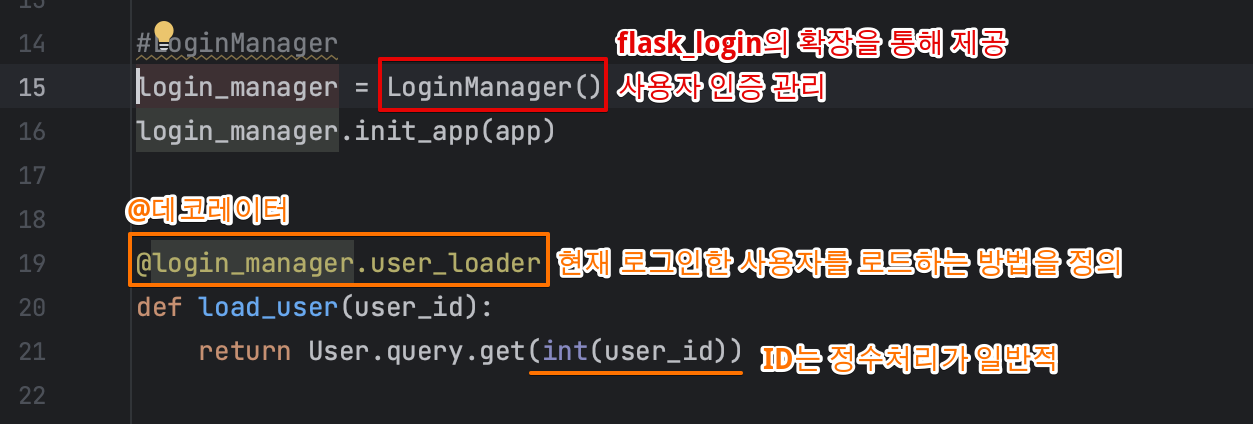 13
14 #LoginManager flask_login의 확장을 통해 제공
15 login_manager = LoginManager() 사용자 인증 관리
16 login_manager.init_app(app)
17
18 @데코레이터
19 @login_manager.user_loader 현재 로그인한 사용자를 로드하는 방법을 정의
20 def load_user(user_id):
21 return User.query.get(int(user_id)) ID는 정수처리가 일반적
22